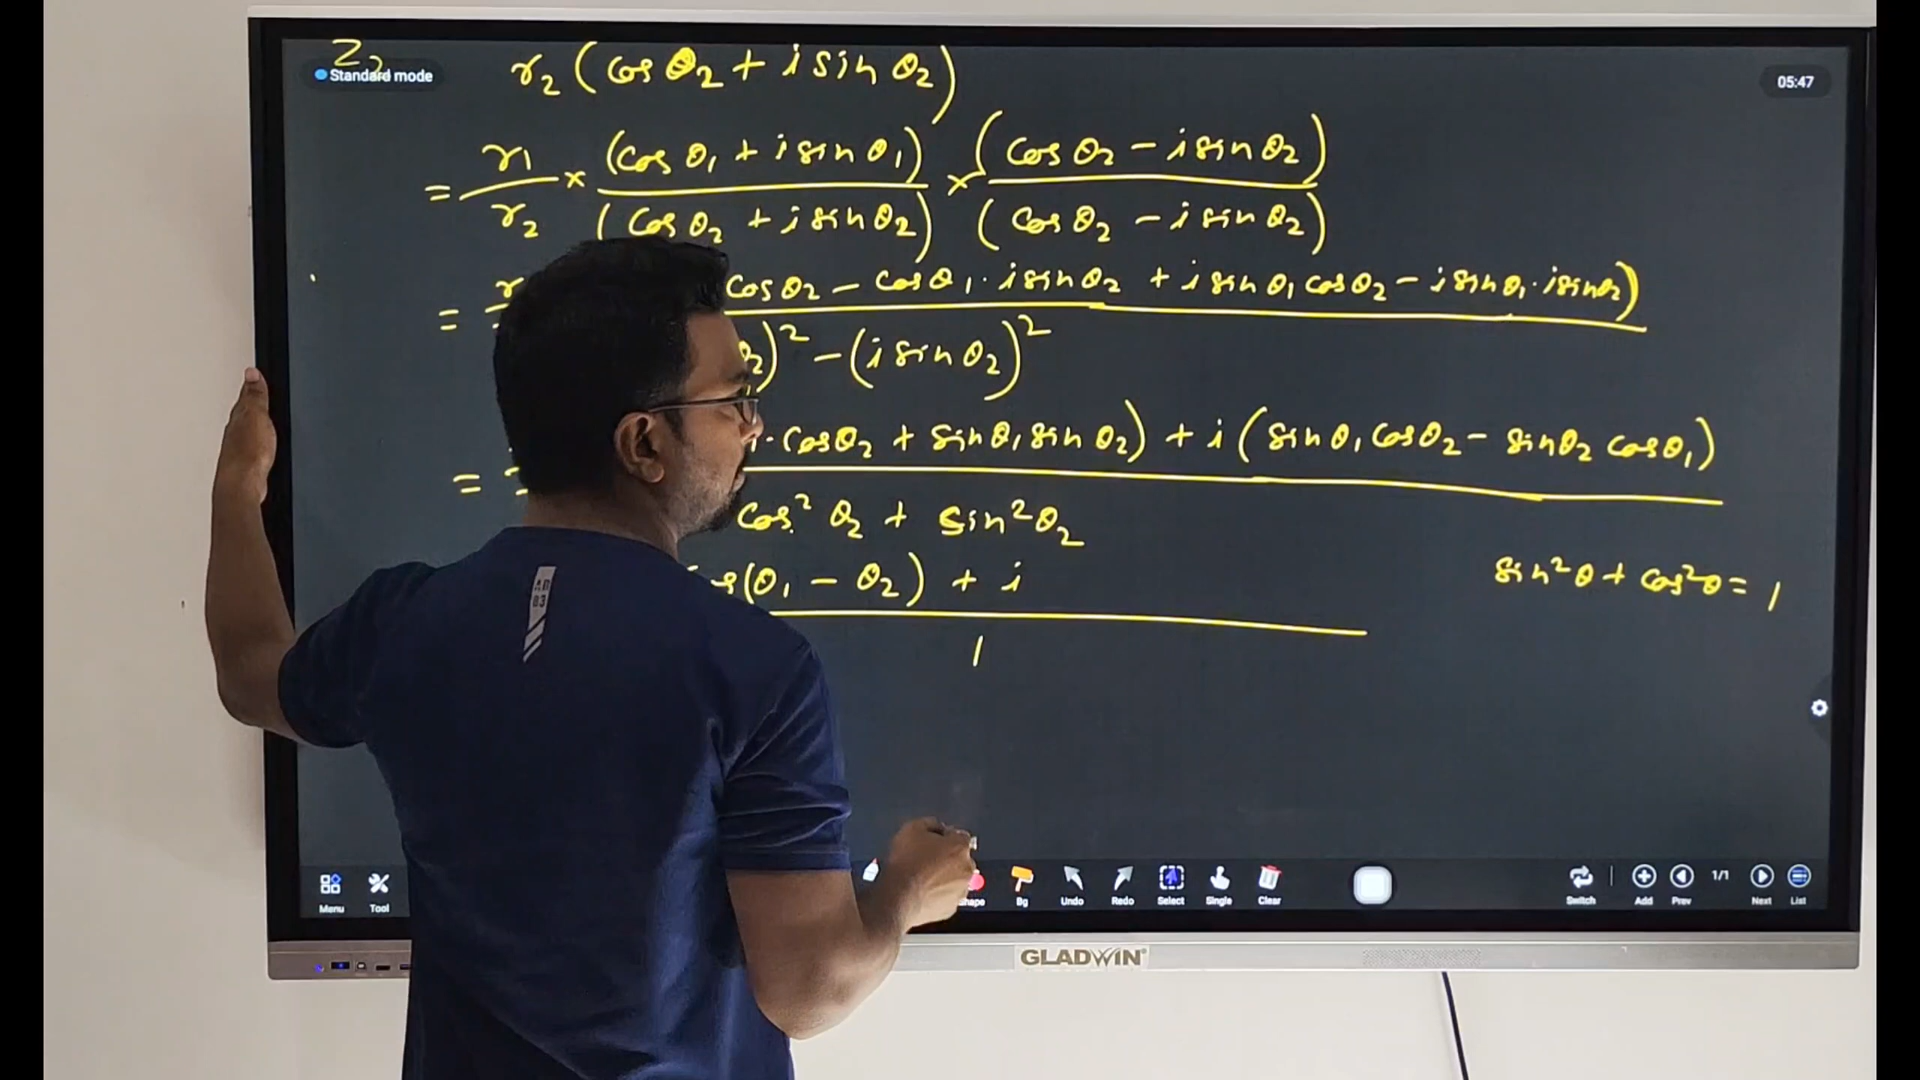 Z2
Standard mode
05:47
r2 (cos θ2 + i sin θ2)
= r1/r2 × (cos θ1 + i sin θ1)/(cos θ2 + i sin θ2) × (cos θ2 − i sin θ2)/(cos θ2 − i sin θ2)
= cos θ2 − cos θ1 · i sin θ2 + i sin θ1 cos θ2 − i sin θ1 · i sin θ2)
)² − (i sin θ2)²
= · cos θ2 + sin θ1 sin θ2) + i (sin θ1 cos θ2 − sin θ2 cos θ1)
cos² θ2 + sin² θ2
(θ1 − θ2) + i
1
sin² θ + cos² θ = 1
Menu Tool Bg Undo Redo Select Single Clear Switch Add Prev 1/1 Next List
GLADWIN